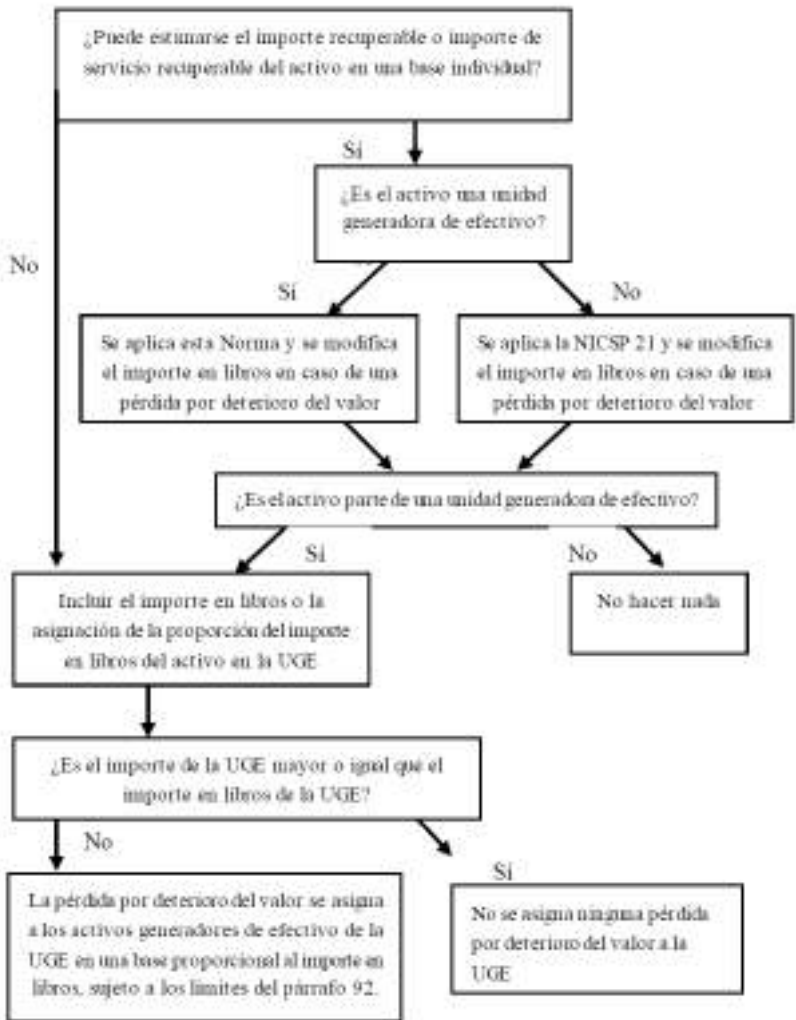 ¿Puede estimarse el importe recuperable o importe de
servicio recuperable del activo en una base individual?
Sí
¿Es el activo una unidad
generadora de efectivo?
No
Sí
No
Se aplica esta Norma y se modifica
el importe en libros en caso de una
pérdida por deterioro del valor
Se aplica la NICSP 21 y se modifica
el importe en libros en caso de una
pérdida por deterioro del valor
¿Es el activo parte de una unidad generadora de efectivo?
Sí
No
Incluir el importe en libros o la
asignación de la proporción del importe
en libros del activo en la UGE
No hacer nada
¿Es el importe de la UGE mayor o igual que el
importe en libros de la UGE?
No
Sí
La pérdida por deterioro del valor se asigna
a los activos generadores de efectivo de la
UGE en una base proporcional al importe en
libros, sujeto a los límites del párrafo 92.
No se asigna ninguna pérdida
por deterioro del valor a la
UGE